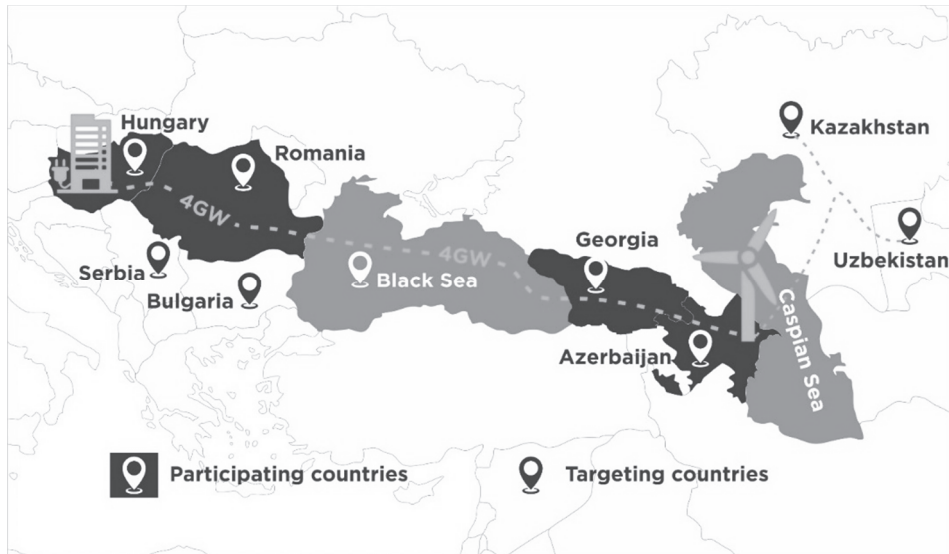 Hungary
Romania
Kazakhstan
4GW
Georgia
Uzbekistan
4GW
Serbia
Black Sea
Bulgaria
Caspian Sea
Azerbaijan
Participating countries
Targeting countries